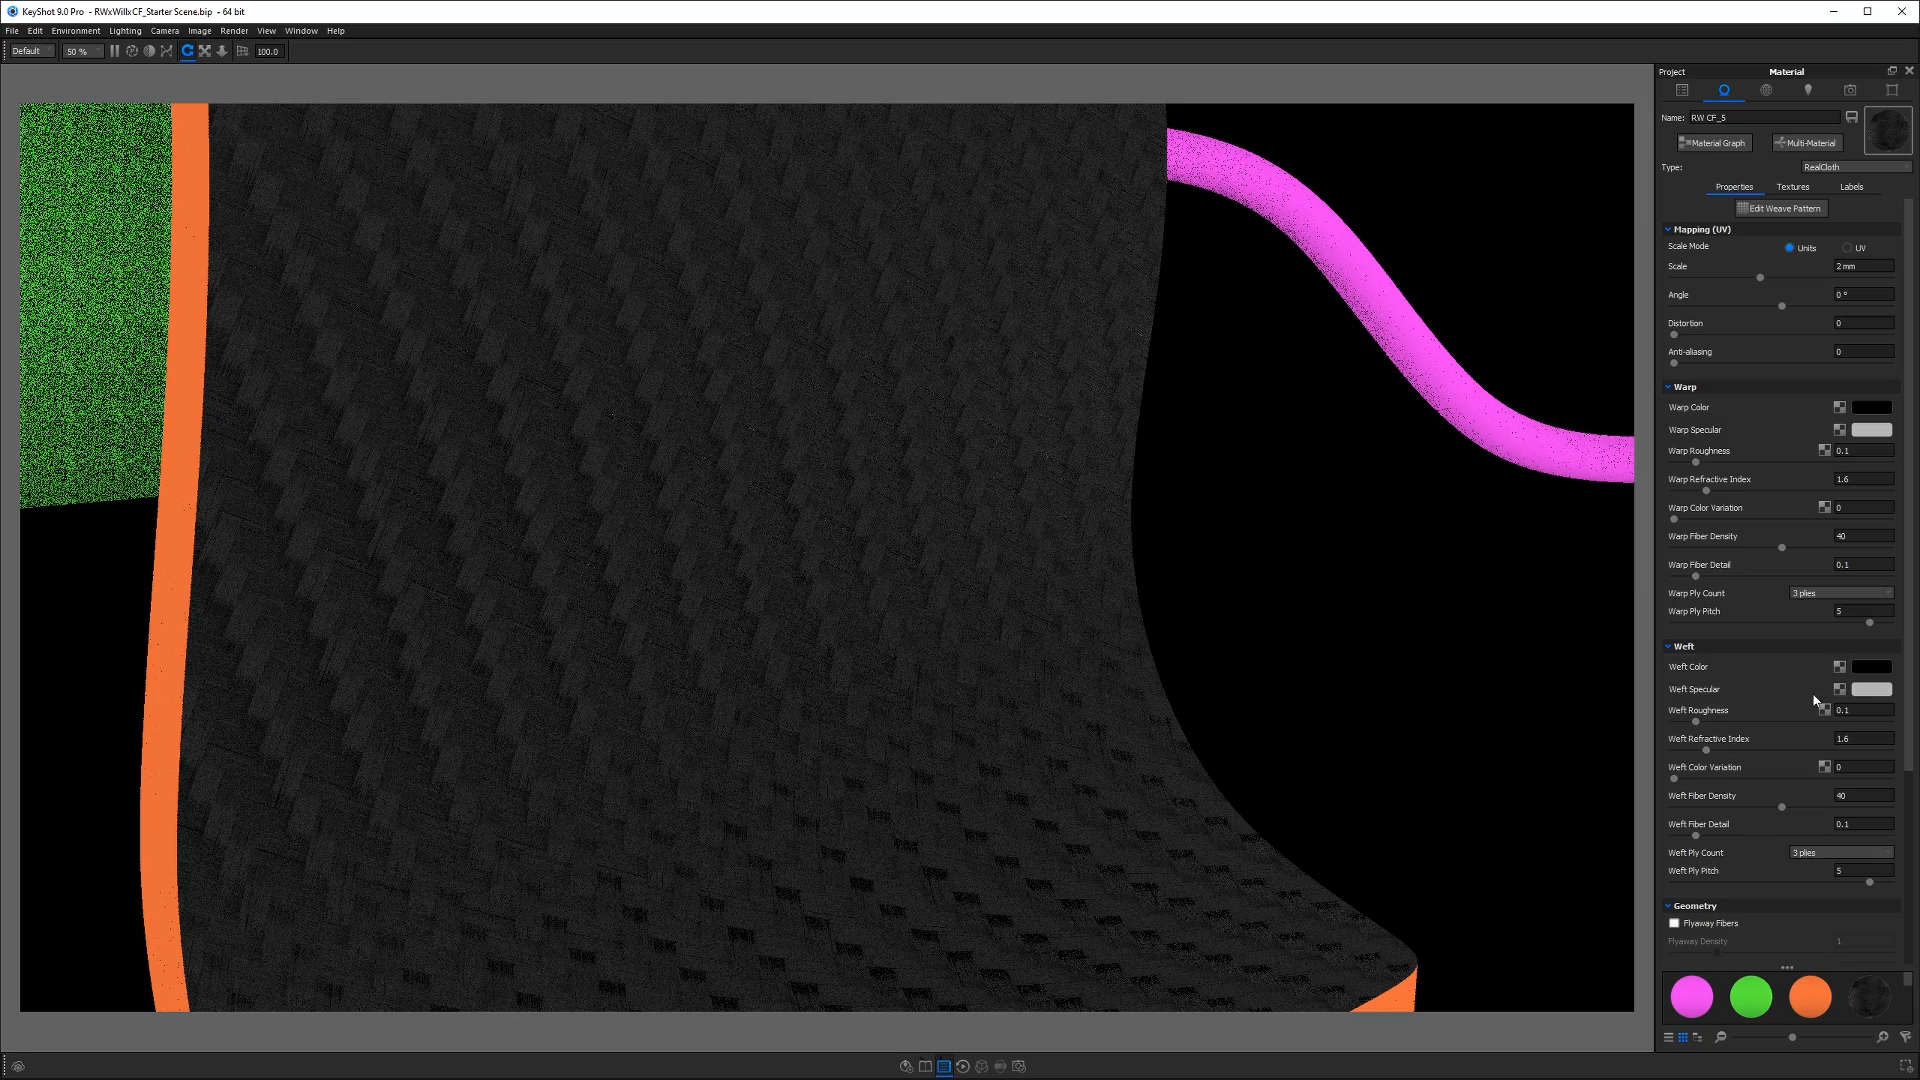 KeyShot 9.0 Pro - RWxWillxCF_Starter Scene.bip - 64 bit
File Edit Environment Lighting Camera Image Render View Window Help
Default 50 % 100.0
Project Material
Name: RW CF_5
Material Graph Multi-Material
Type: RealCloth
Properties Textures Labels
Edit Weave Pattern
Mapping (UV)
Scale Mode Units UV
Scale 2 mm
Angle 0 °
Distortion 0
Anti-aliasing 0
Warp
Warp Color
Warp Specular
Warp Roughness 0.1
Warp Refractive Index 1.6
Warp Color Variation 0
Warp Fiber Density 40
Warp Fiber Detail 0.1
Warp Ply Count 3 plies
Warp Ply Pitch 5
Weft
Weft Color
Weft Specular
Weft Roughness 0.1
Weft Refractive Index 1.6
Weft Color Variation 0
Weft Fiber Density 40
Weft Fiber Detail 0.1
Weft Ply Count 3 plies
Weft Ply Pitch 5
Geometry
Flyaway Fibers
Flyaway Density 1